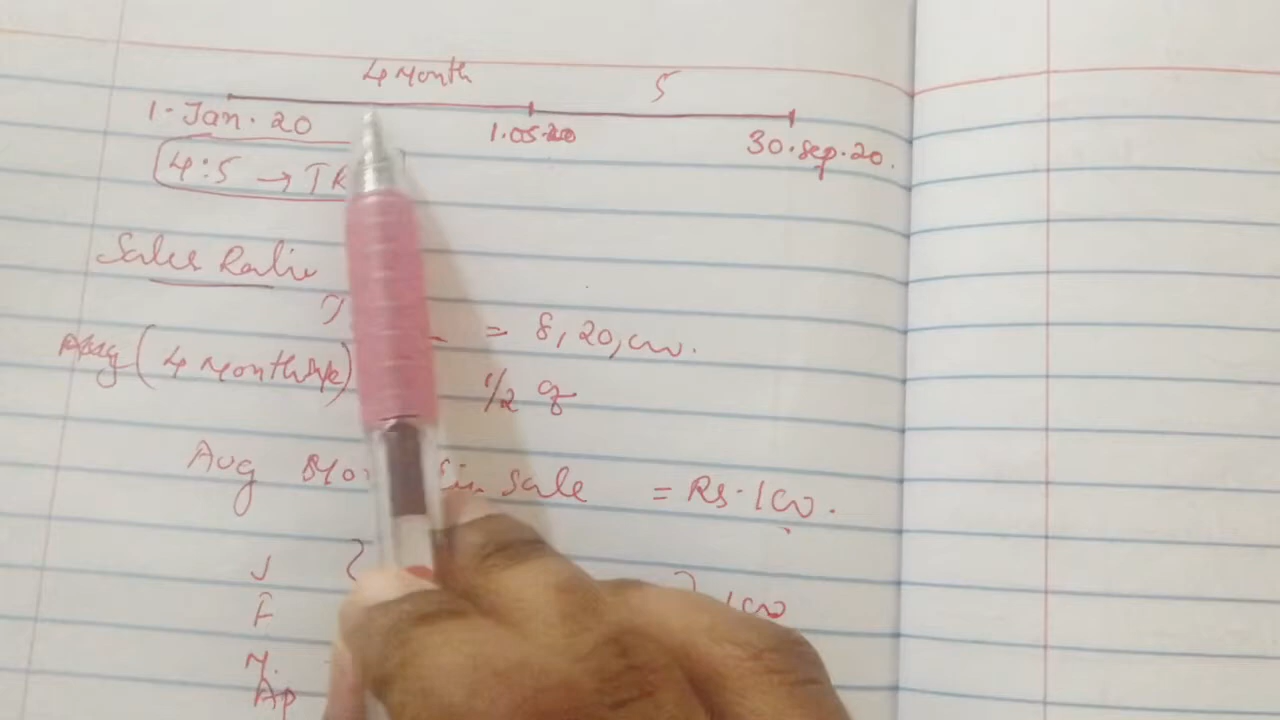 4 Month 5
1. Jan. 20 1.05.20 30. sep. 20.
4:5 → TR
Sales Ratio
Avg (4 Month = 8,20,000.
1/2 of
Avg sale = Rs. 100.
J
F 100
M.
Ap